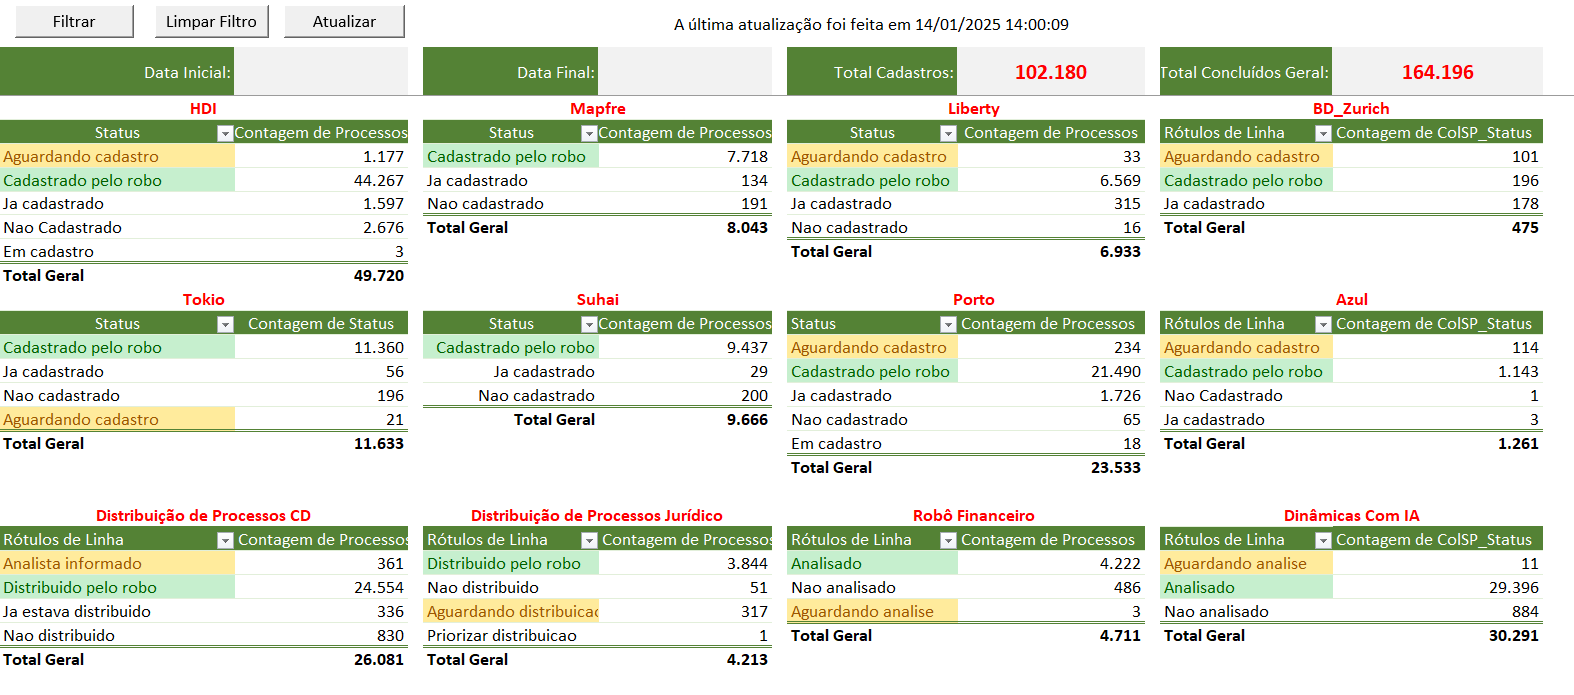 Filtrar Limpar Filtro Atualizar
A última atualização foi feita em 14/01/2025 14:00:09
Data Inicial: Data Final: Total Cadastros: 102.180 Total Concluídos Geral: 164.196
HDI
Status Contagem de Processos
Aguardando cadastro 1.177
Cadastrado pelo robo 44.267
Ja cadastrado 1.597
Nao Cadastrado 2.676
Em cadastro 3
Total Geral 49.720
Mapfre
Status Contagem de Processos
Cadastrado pelo robo 7.718
Ja cadastrado 134
Nao cadastrado 191
Total Geral 8.043
Liberty
Status Contagem de Processos
Aguardando cadastro 33
Cadastrado pelo robo 6.569
Ja cadastrado 315
Nao cadastrado 16
Total Geral 6.933
BD_Zurich
Rótulos de Linha Contagem de ColSP_Status
Aguardando cadastro 101
Cadastrado pelo robo 196
Ja cadastrado 178
Total Geral 475
Tokio
Status Contagem de Status
Cadastrado pelo robo 11.360
Ja cadastrado 56
Nao cadastrado 196
Aguardando cadastro 21
Total Geral 11.633
Suhai
Status Contagem de Processos
Cadastrado pelo robo 9.437
Ja cadastrado 29
Nao cadastrado 200
Total Geral 9.666
Porto
Status Contagem de Processos
Aguardando cadastro 234
Cadastrado pelo robo 21.490
Ja cadastrado 1.726
Nao cadastrado 65
Em cadastro 18
Total Geral 23.533
Azul
Rótulos de Linha Contagem de ColSP_Status
Aguardando cadastro 114
Cadastrado pelo robo 1.143
Nao Cadastrado 1
Ja cadastrado 3
Total Geral 1.261
Distribuição de Processos CD
Rótulos de Linha Contagem de Processos
Analista informado 361
Distribuido pelo robo 24.554
Ja estava distribuido 336
Nao distribuido 830
Total Geral 26.081
Distribuição de Processos Jurídico
Rótulos de Linha Contagem de Processos
Distribuido pelo robo 3.844
Nao distribuido 51
Aguardando distribuicao 317
Priorizar distribuicao 1
Total Geral 4.213
Robô Financeiro
Rótulos de Linha Contagem de Processos
Analisado 4.222
Nao analisado 486
Aguardando analise 3
Total Geral 4.711
Dinâmicas Com IA
Rótulos de Linha Contagem de ColSP_Status
Aguardando analise 11
Analisado 29.396
Nao analisado 884
Total Geral 30.291